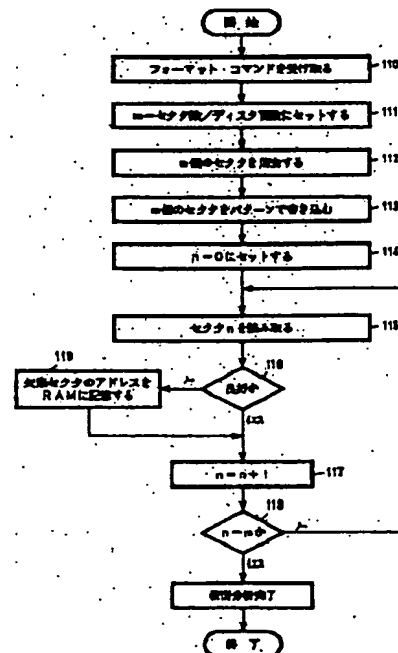 開 始
フォーマット・コマンドを受け取る
110
m=セクタ数/ディスク面数にセットする
111
m個のセクタを
する
112
m個のセクタをパターンで書き込む
113
n=0にセットする
114
セクタnを読み取る
115
116
良好か
いいえ
はい
119
欠陥セクタのアドレスを
RAMに記憶する
n=n+1
117
118
n=mか
いいえ
はい
完了
終 了